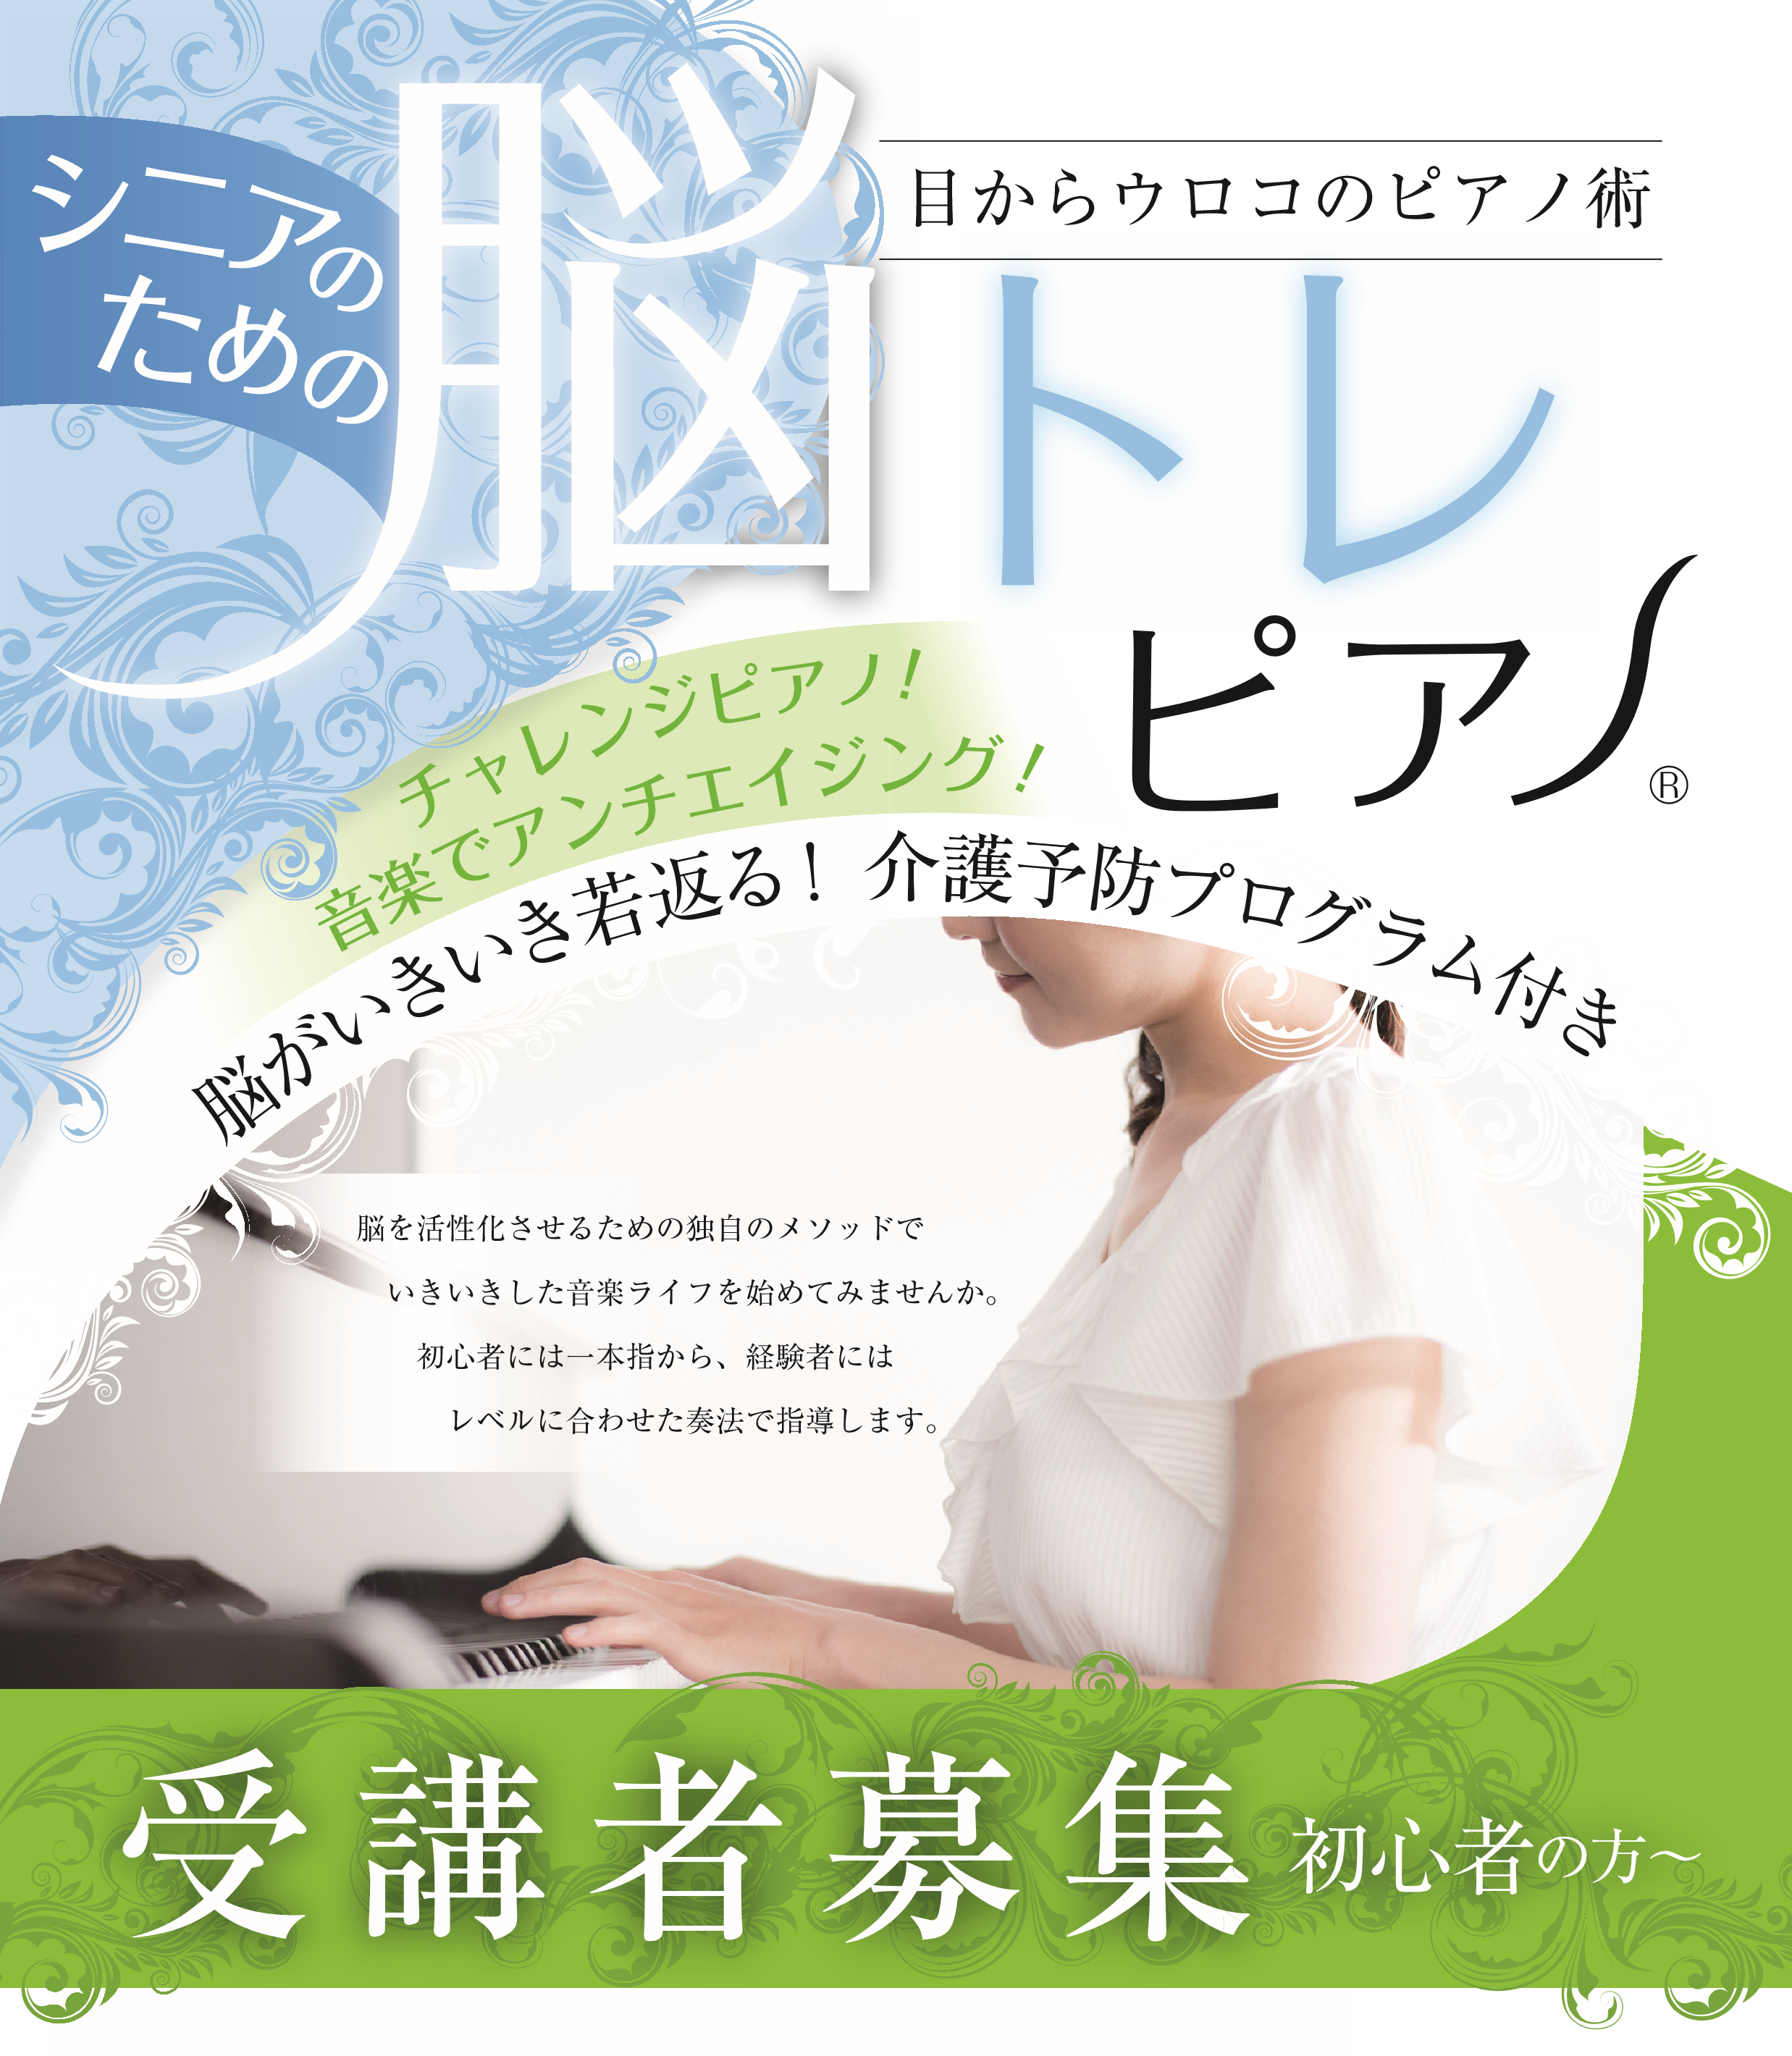 シニアの
ための
脳トレ
目からウロコのピアノ術
ピアノ®
チャレンジピアノ!
音楽でアンチエイジング!
脳がいきいき若返る! 介護予防プログラム付き
脳を活性化させるための独自のメソッドで
いきいきした音楽ライフを始めてみませんか。
初心者には一本指から、経験者には
レベルに合わせた奏法で指導します。
受講者募集 初心者の方〜